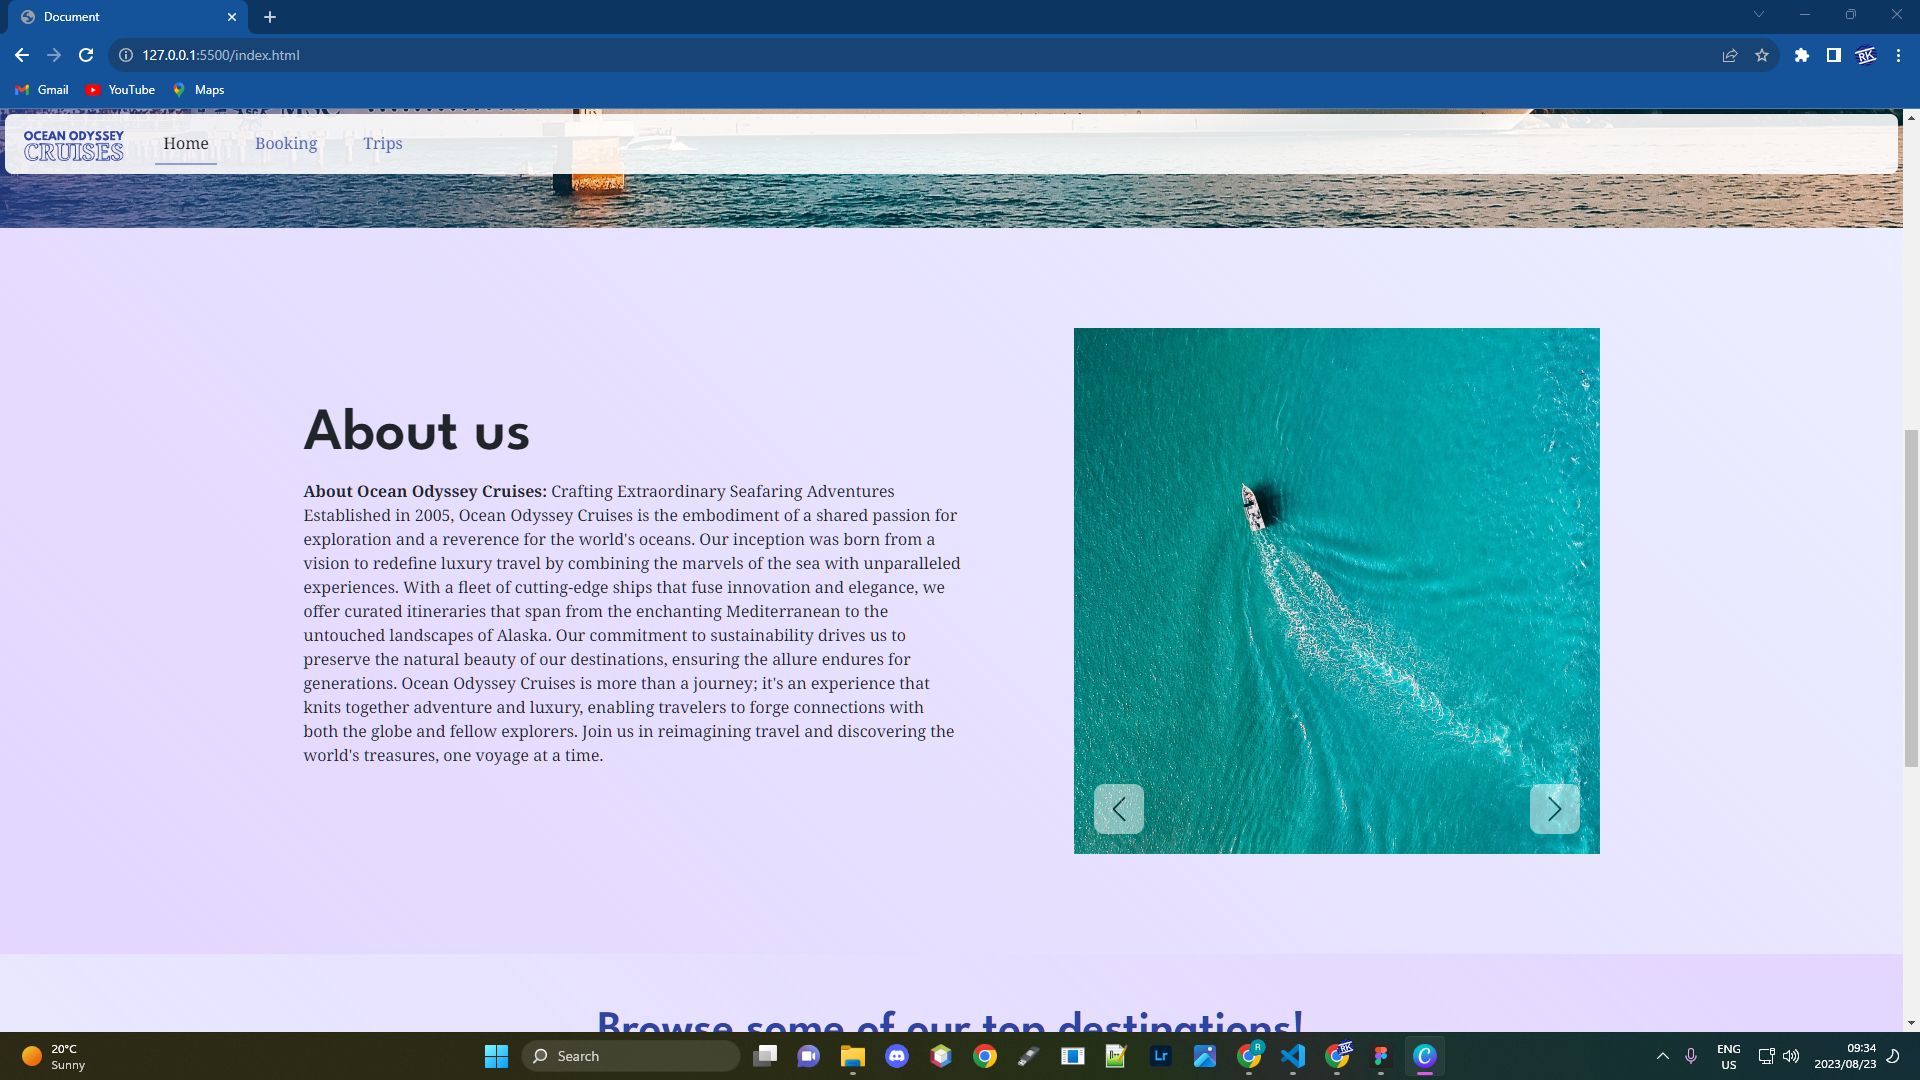 Document
127.0.0.1:5500/index.html
RK
Gmail YouTube Maps
OCEAN ODYSSEY
CRUISES
Home Booking Trips
About us
About Ocean Odyssey Cruises: Crafting Extraordinary Seafaring Adventures
Established in 2005, Ocean Odyssey Cruises is the embodiment of a shared passion for
exploration and a reverence for the world's oceans. Our inception was born from a
vision to redefine luxury travel by combining the marvels of the sea with unparalleled
experiences. With a fleet of cutting-edge ships that fuse innovation and elegance, we
offer curated itineraries that span from the enchanting Mediterranean to the
untouched landscapes of Alaska. Our commitment to sustainability drives us to
preserve the natural beauty of our destinations, ensuring the allure endures for
generations. Ocean Odyssey Cruises is more than a journey; it's an experience that
knits together adventure and luxury, enabling travelers to forge connections with
both the globe and fellow explorers. Join us in reimagining travel and discovering the
world's treasures, one voyage at a time.
Browse some of our top destinations!
20°C
Sunny
Search
Lr
R
RK
ENG
US
09:34
2023/08/23